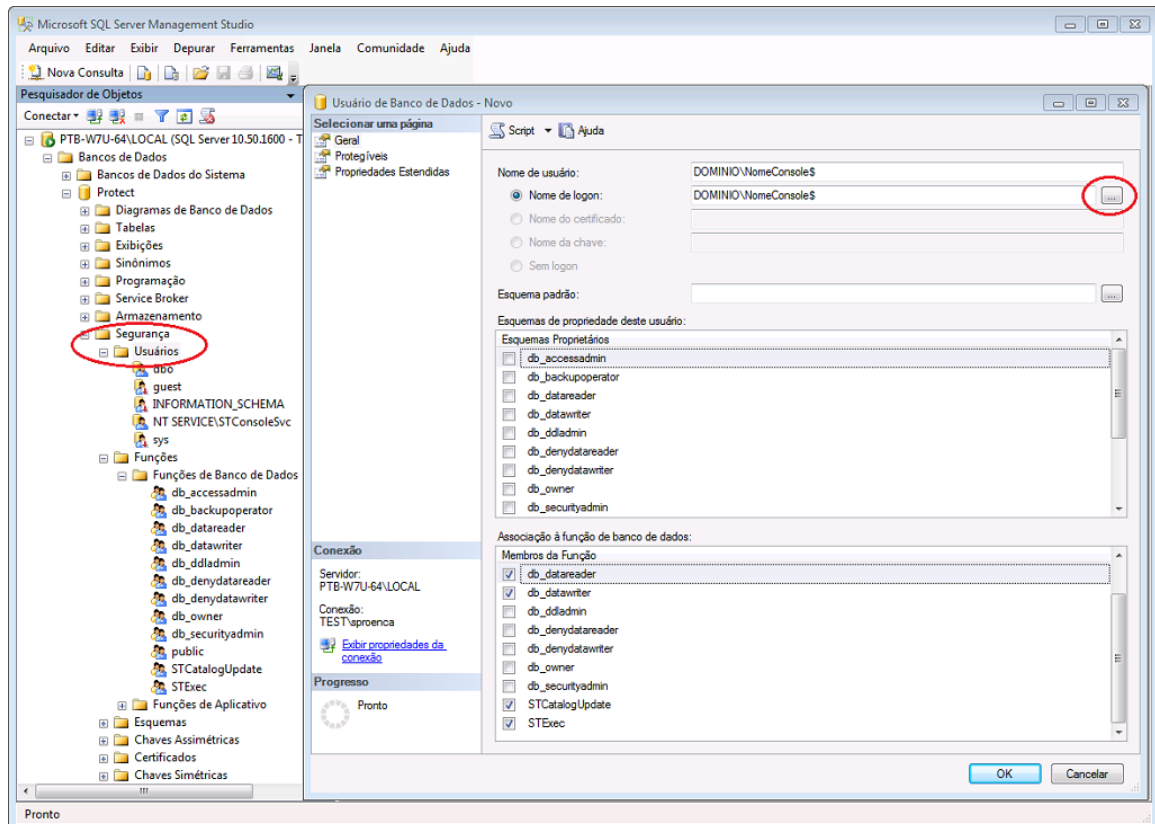 Microsoft SQL Server Management Studio
Arquivo Editar Exibir Depurar Ferramentas Janela Comunidade Ajuda
Nova Consulta
Pesquisador de Objetos
Conectar
PTB-W7U-64\LOCAL (SQL Server 10.50.1600 - T
Bancos de Dados
Bancos de Dados do Sistema
Protect
Diagramas de Banco de Dados
Tabelas
Exibições
Sinônimos
Programação
Service Broker
Armazenamento
Segurança
Usuários
dbo
guest
INFORMATION_SCHEMA
NT SERVICE\STConsoleSvc
sys
Funções
Funções de Banco de Dados
db_accessadmin
db_backupoperator
db_datareader
db_datawriter
db_ddladmin
db_denydatareader
db_denydatawriter
db_owner
db_securityadmin
public
STCatalogUpdate
STExec
Funções de Aplicativo
Esquemas
Chaves Assimétricas
Certificados
Chaves Simétricas
Pronto
Usuário de Banco de Dados - Novo
Selecionar uma página
Geral
Protegíveis
Propriedades Estendidas
Conexão
Servidor:
PTB-W7U-64\LOCAL
Conexão:
TEST\sproenca
Exibir propriedades da
conexão
Progresso
Pronto
Script Ajuda
Nome de usuário: DOMINIO\NomeConsole$
Nome de logon: DOMINIO\NomeConsole$ ...
Nome do certificado:
Nome da chave:
Sem logon
Esquema padrão: ...
Esquemas de propriedade deste usuário:
Esquemas Proprietários
db_accessadmin
db_backupoperator
db_datareader
db_datawriter
db_ddladmin
db_denydatareader
db_denydatawriter
db_owner
db_securityadmin
Associação à função de banco de dados:
Membros da Função
db_datareader
db_datawriter
db_ddladmin
db_denydatareader
db_denydatawriter
db_owner
db_securityadmin
STCatalogUpdate
STExec
OK Cancelar